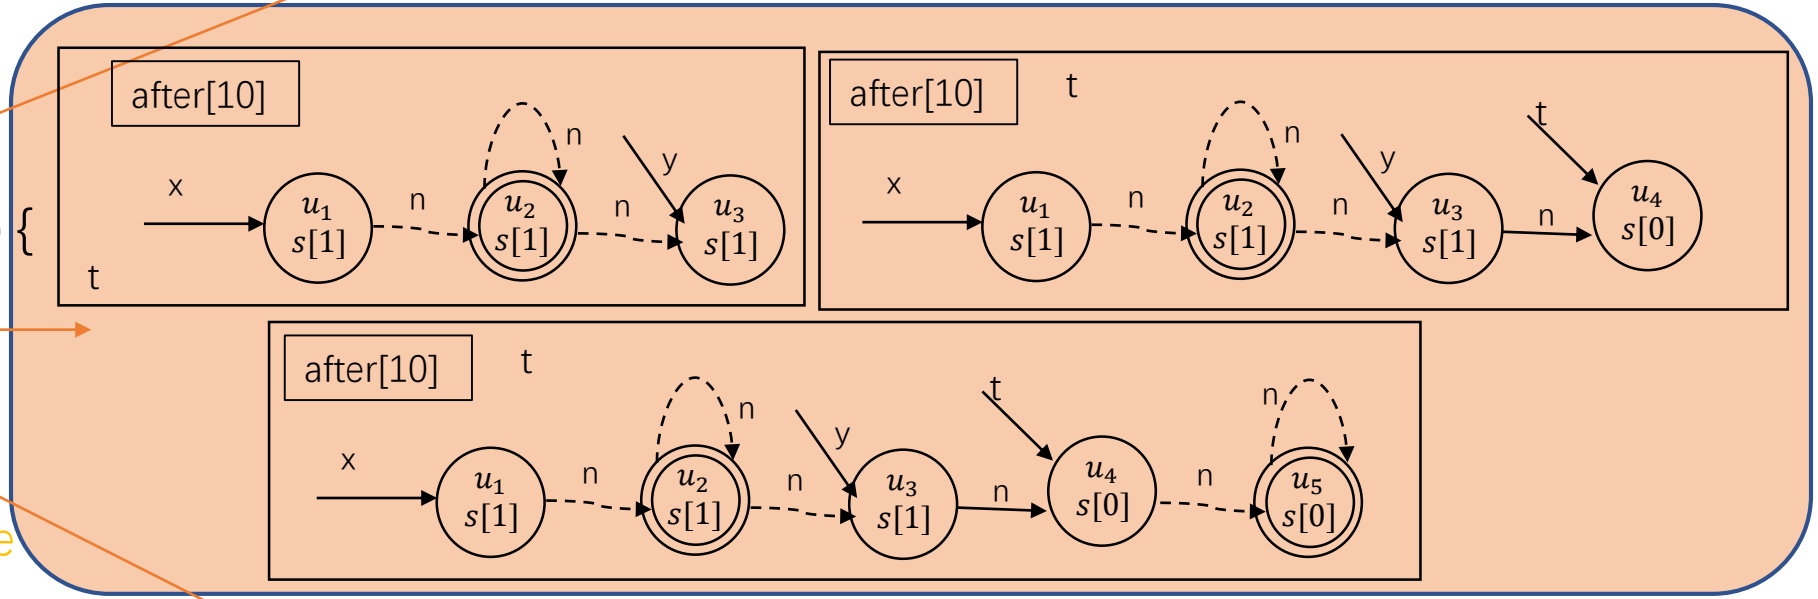 after[10]
n
y
x
n
n
u₁
s[1]
u₂
s[1]
u₃
s[1]
{
t
after[10]
t
t
n
y
x
n
n
n
u₁
s[1]
u₂
s[1]
u₃
s[1]
u₄
s[0]
after[10]
t
t
n
n
y
x
n
n
n
n
u₁
s[1]
u₂
s[1]
u₃
s[1]
u₄
s[0]
u₅
s[0]
e